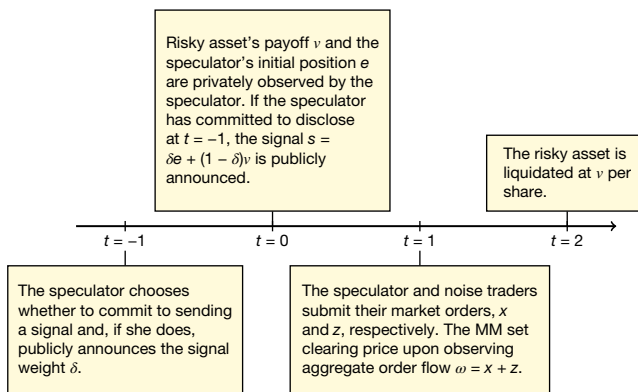 Risky asset's payoff v and the
speculator's initial position e
are privately observed by the
speculator. If the speculator
has committed to disclose
at t = −1, the signal s =
δe + (1 − δ)v is publicly
announced.
The risky asset is
liquidated at v per
share.
t = −1
t = 0
t = 1
t = 2
The speculator chooses
whether to commit to sending
a signal and, if she does,
publicly announces the signal
weight δ.
The speculator and noise traders
submit their market orders, x
and z, respectively. The MM set
clearing price upon observing
aggregate order flow ω = x + z.